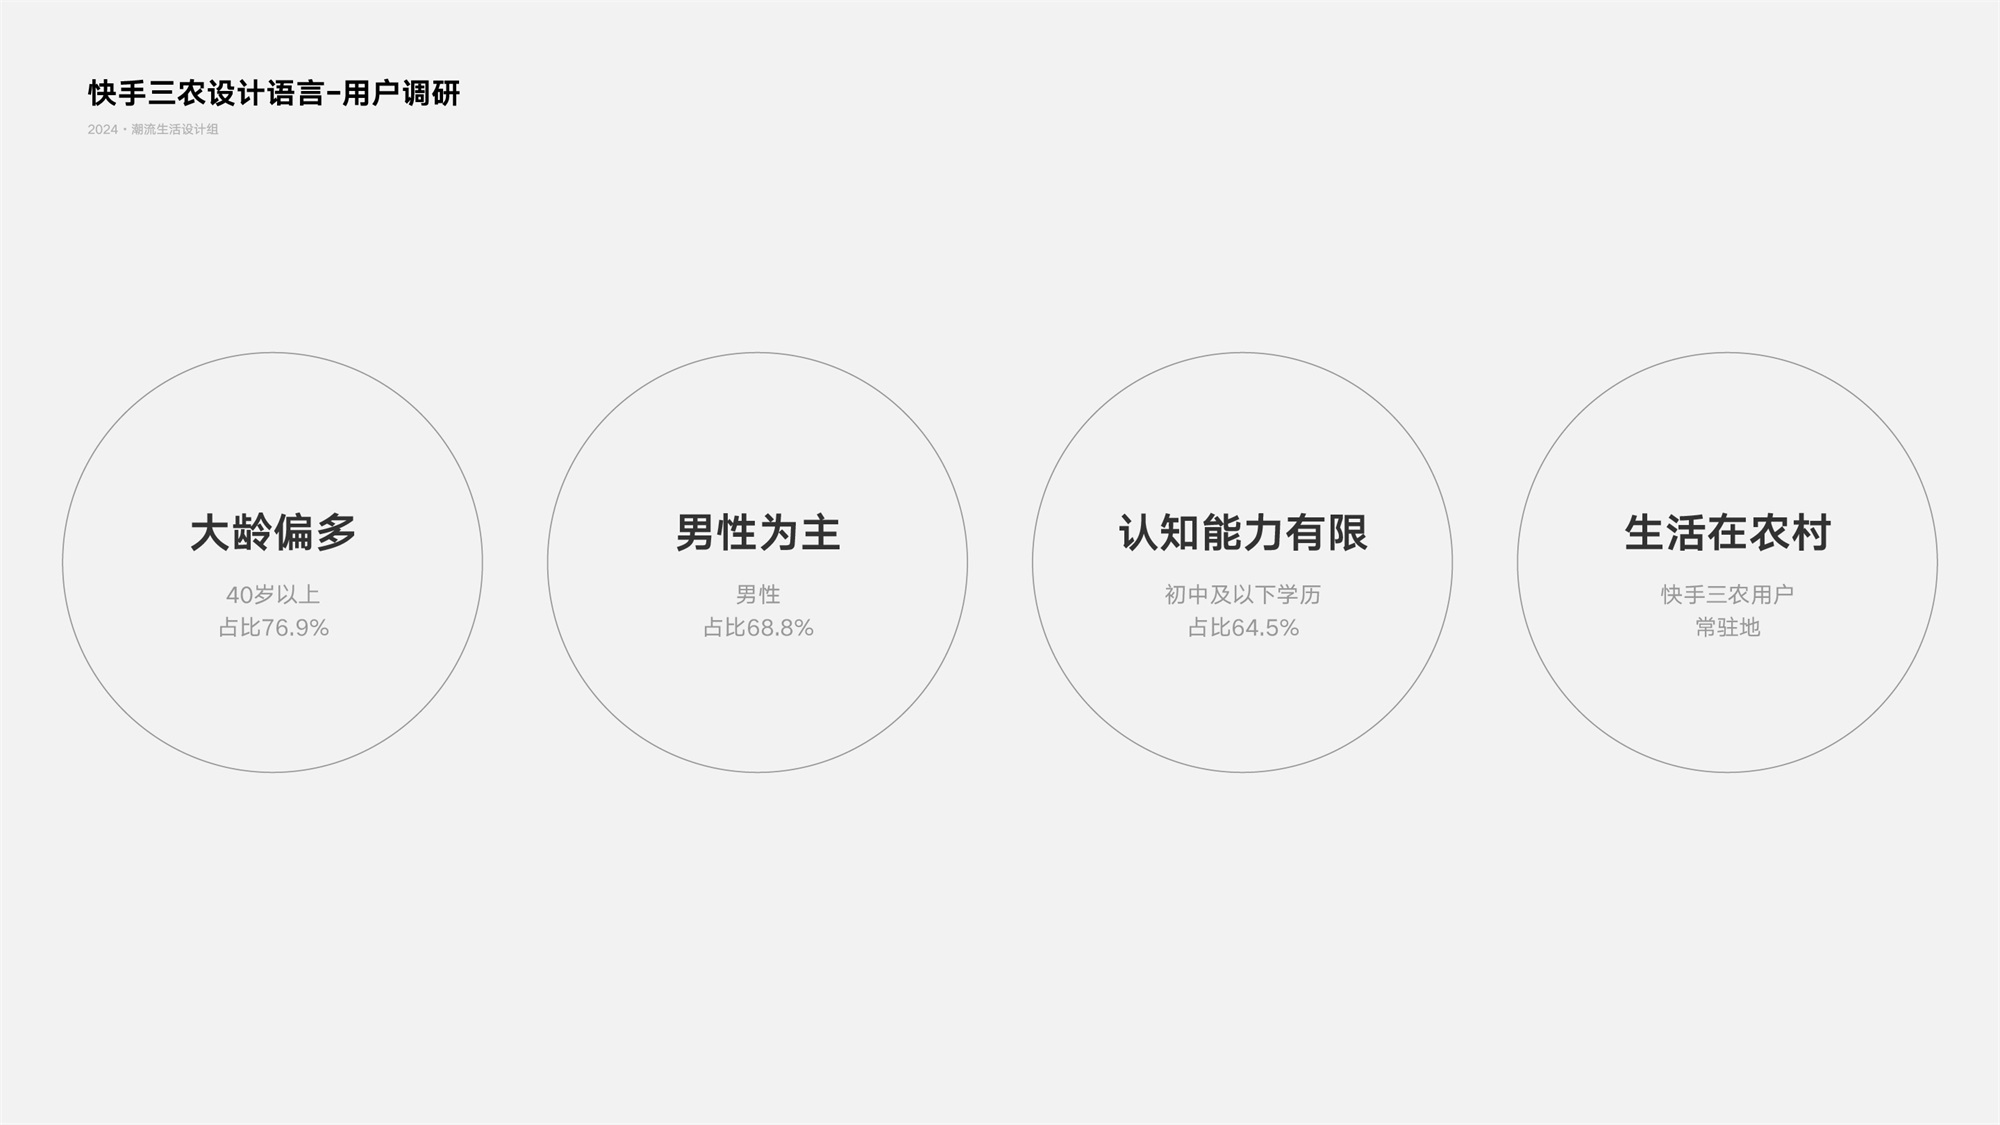 快手三农设计语言-用户调研
2024·潮流生活设计组
大龄偏多
40岁以上
占比76.9%
男性为主
男性
占比68.8%
认知能力有限
初中及以下学历
占比64.5%
生活在农村
快手三农用户
常驻地